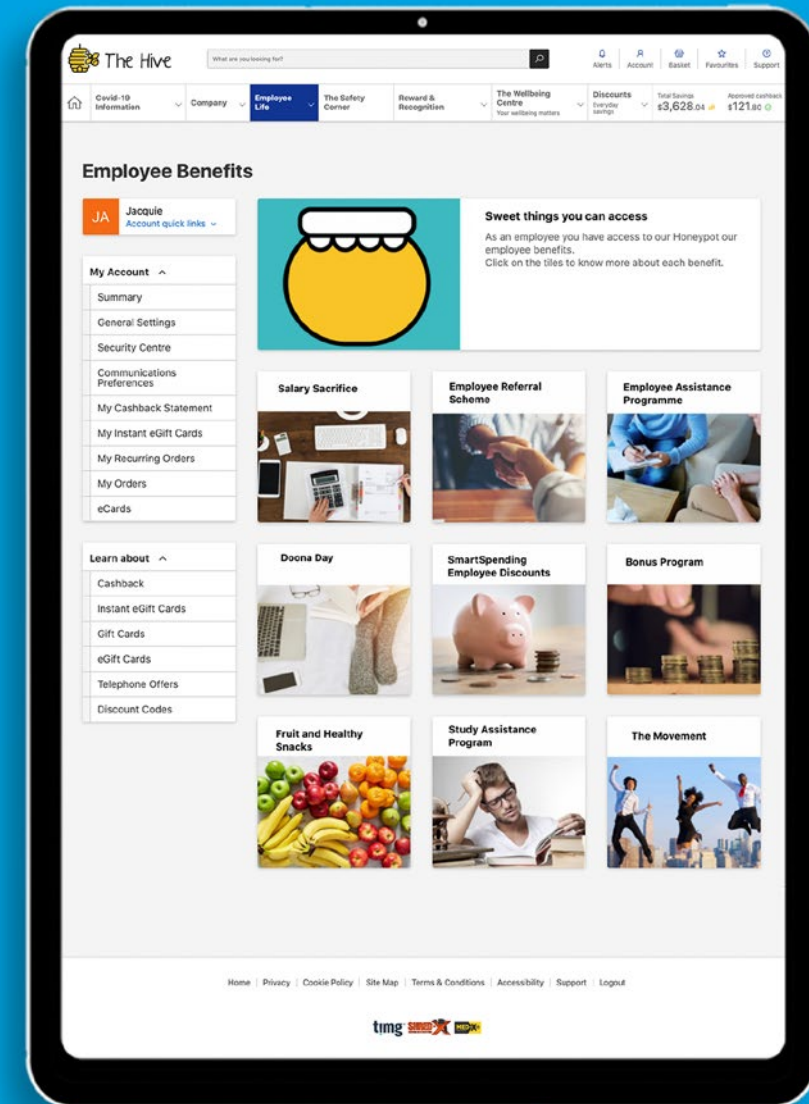 The Hive
What are you looking for?
Alerts
Account
Basket
Favourites
Support
Covid-19
Information
Company
Employee
Life
The Safety
Corner
Reward &
Recognition
The Wellbeing
Centre
Your wellbeing matters
Discounts
Everyday
savings
Total Savings
$3,628.04
Approved cashback
$121.80
Employee Benefits
JA
Jacquie
Account quick links
My Account
Summary
General Settings
Security Centre
Communications
Preferences
My Cashback Statement
My Instant eGift Cards
My Recurring Orders
My Orders
eCards
Learn about
Cashback
Instant eGift Cards
Gift Cards
eGift Cards
Telephone Offers
Discount Codes
Sweet things you can access
As an employee you have access to our Honeypot our
employee benefits.
Click on the tiles to know more about each benefit.
Salary Sacrifice
Employee Referral
Scheme
Employee Assistance
Programme
Doona Day
SmartSpending
Employee Discounts
Bonus Program
Fruit and Healthy
Snacks
Study Assistance
Program
The Movement
Home | Privacy | Cookie Policy | Site Map | Terms & Conditions | Accessibility | Support | Logout
timg SHRED X MED X